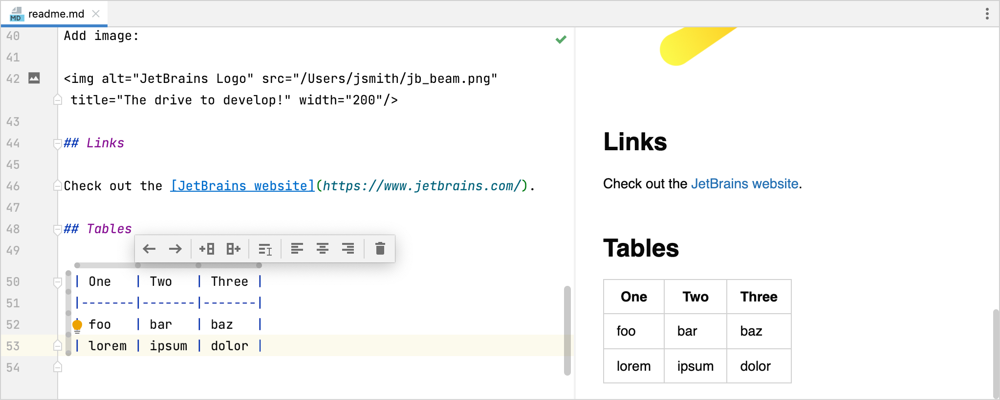 MD readme.md
40 Add image:
41
42 <img alt="JetBrains Logo" src="/Users/jsmith/jb_beam.png"
title="The drive to develop!" width="200"/>
43
44 ## Links
45
46 Check out the [JetBrains website](https://www.jetbrains.com/).
47
48 ## Tables
49
50 | One | Two | Three |
51 |-------|-------|-------|
52 | foo | bar | baz |
53 | lorem | ipsum | dolor |
54
Links
Check out the JetBrains website.
Tables
One Two Three
foo bar baz
lorem ipsum dolor